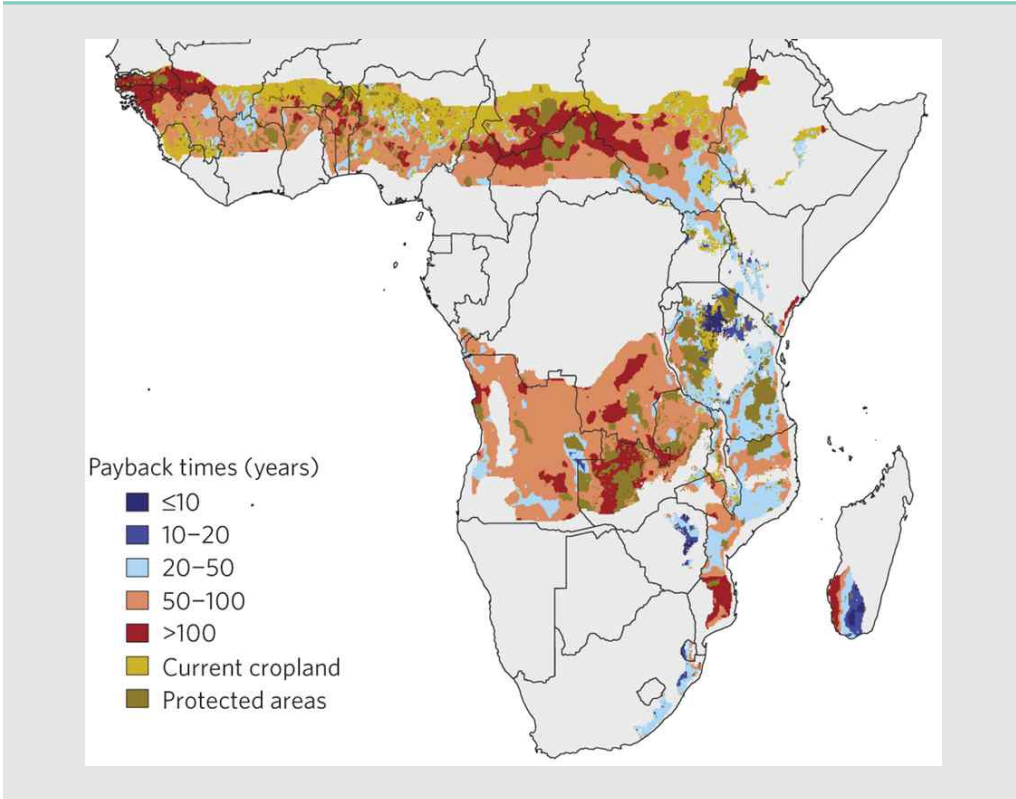 Payback times (years)
≤10
10–20
20–50
50–100
>100
Current cropland
Protected areas